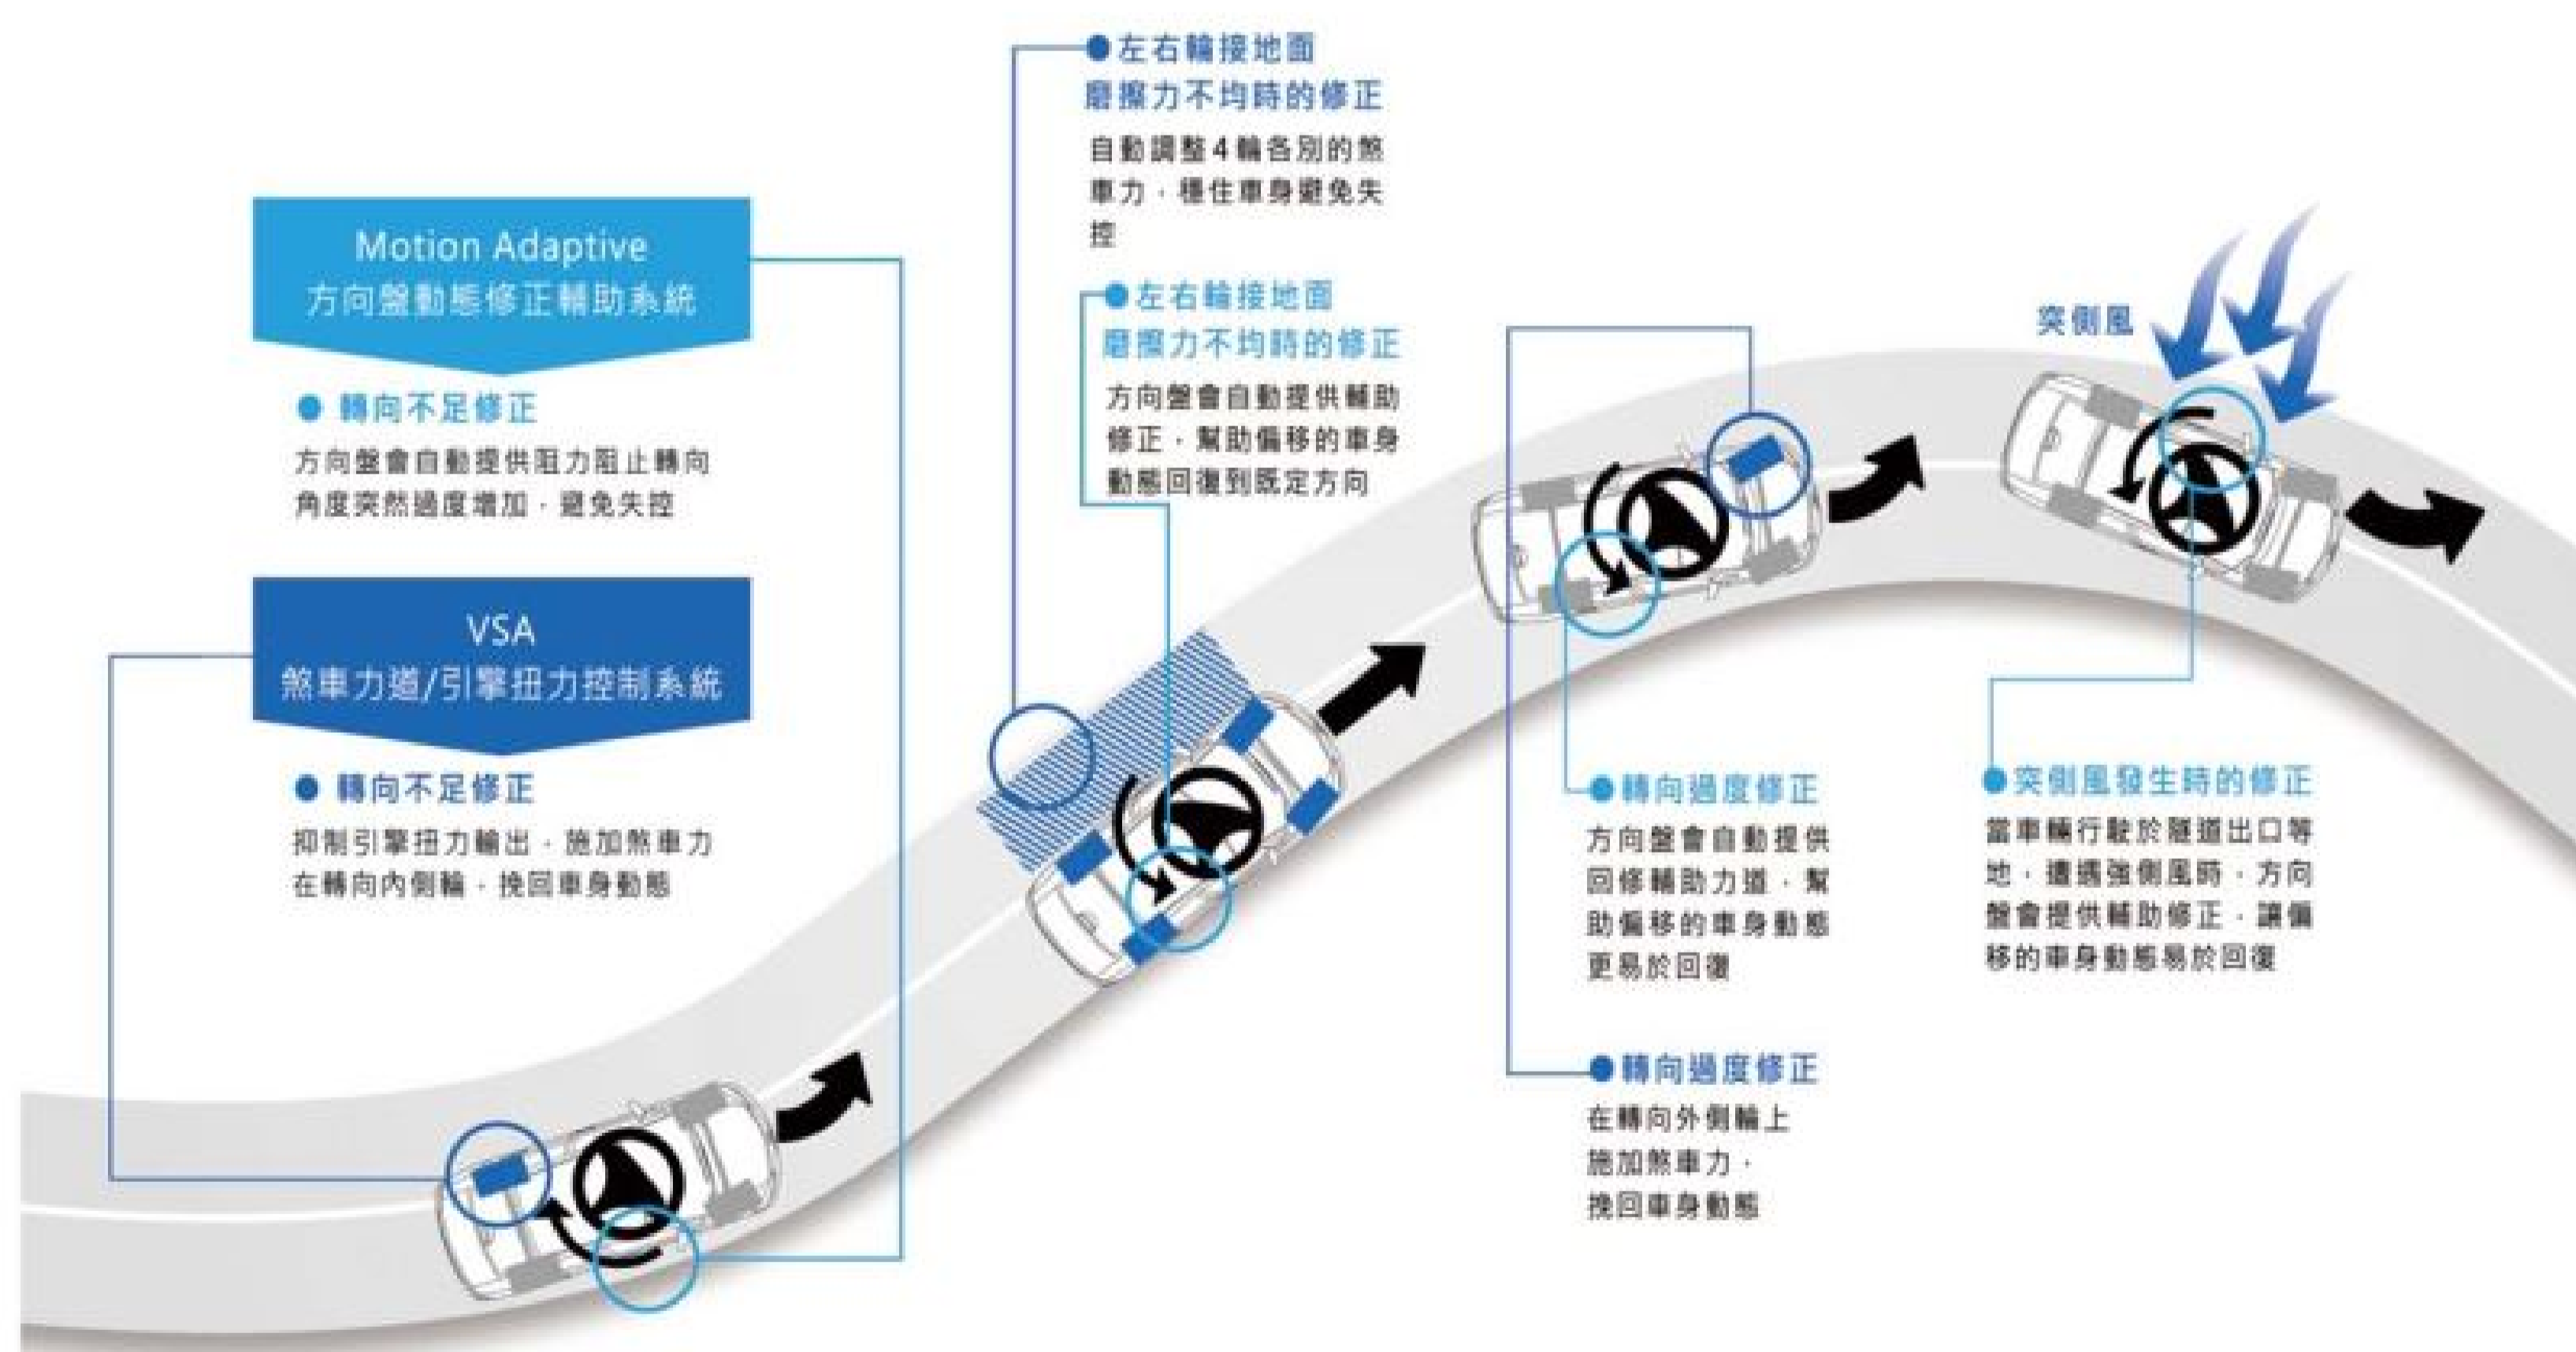 Motion Adaptive
方向盤動態修正輔助系統
● 轉向不足修正
方向盤會自動提供阻力阻止轉向
角度突然過度增加，避免失控
VSA
煞車力道/引擎扭力控制系統
● 轉向不足修正
抑制引擎扭力輸出，施加煞車力
在轉向內側輪，挽回車身動態
●左右輪接地面
磨擦力不均時的修正
自動調整4輪各別的煞
車力，穩住車身避免失
控
●左右輪接地面
磨擦力不均時的修正
方向盤會自動提供輔助
修正，幫助偏移的車身
動態回復到既定方向
●轉向過度修正
方向盤會自動提供
回修輔助力道，幫
助偏移的車身動態
更易於回復
●轉向過度修正
在轉向外側輪上
施加煞車力，
挽回車身動態
突側風
●突側風發生時的修正
當車輛行駛於隧道出口等
地，遭遇強側風時，方向
盤會提供輔助修正，讓偏
移的車身動態易於回復